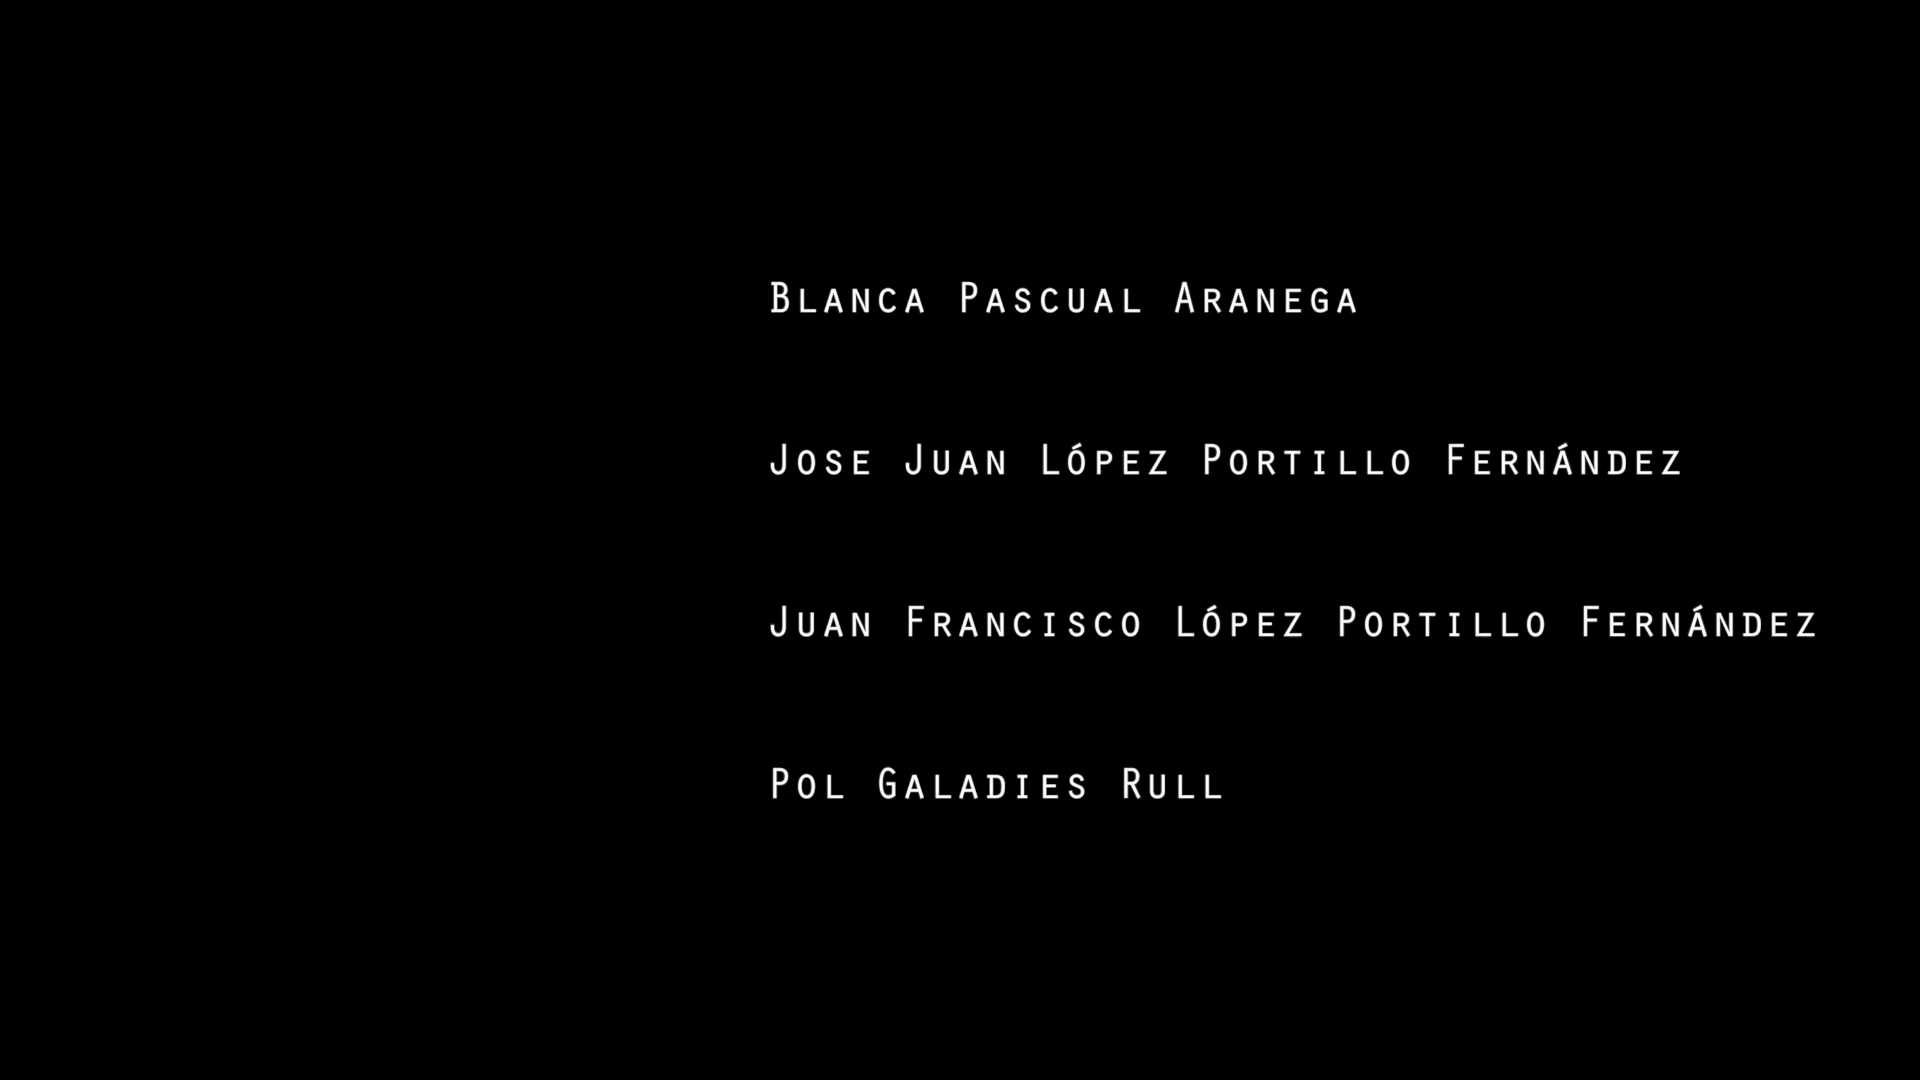 Blanca Pascual Aranega
Jose Juan López Portillo Fernández
Juan Francisco López Portillo Fernández
Pol Galadies Rull